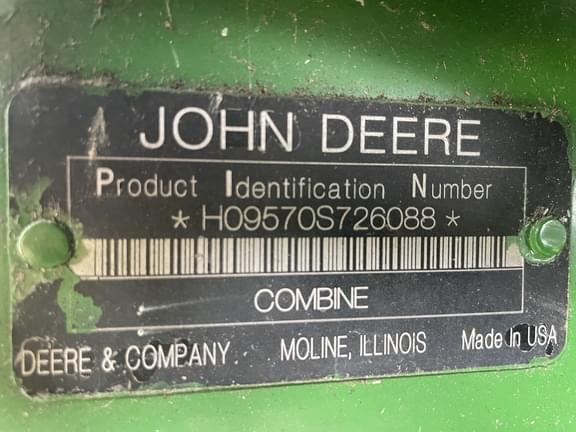 JOHN DEERE
Product Identification Number
* H09570S726088 *
COMBINE
DEERE & COMPANY MOLINE, ILLINOIS Made In USA